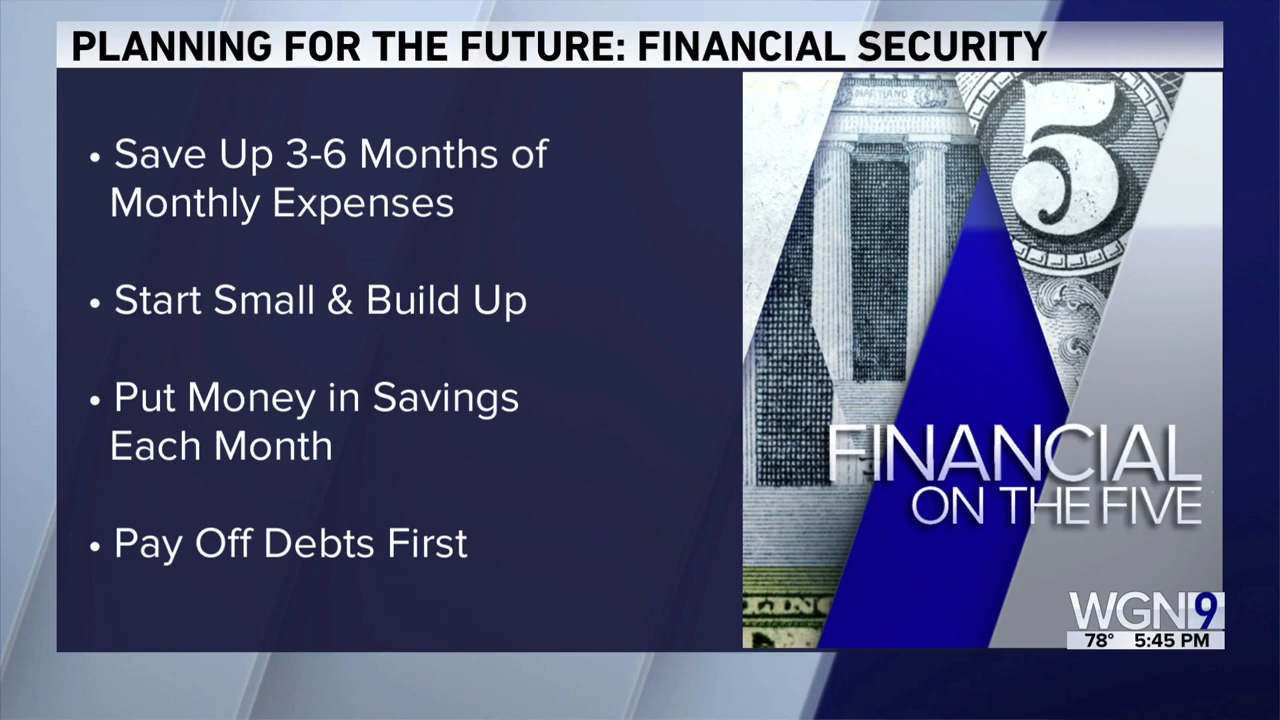 PLANNING FOR THE FUTURE: FINANCIAL SECURITY
• Save Up 3-6 Months of
Monthly Expenses
• Start Small & Build Up
• Put Money in Savings
Each Month
• Pay Off Debts First
MARYLAND
5
FINANCIAL
ON THE FIVE
LINC
WGN9
78° 5:45 PM